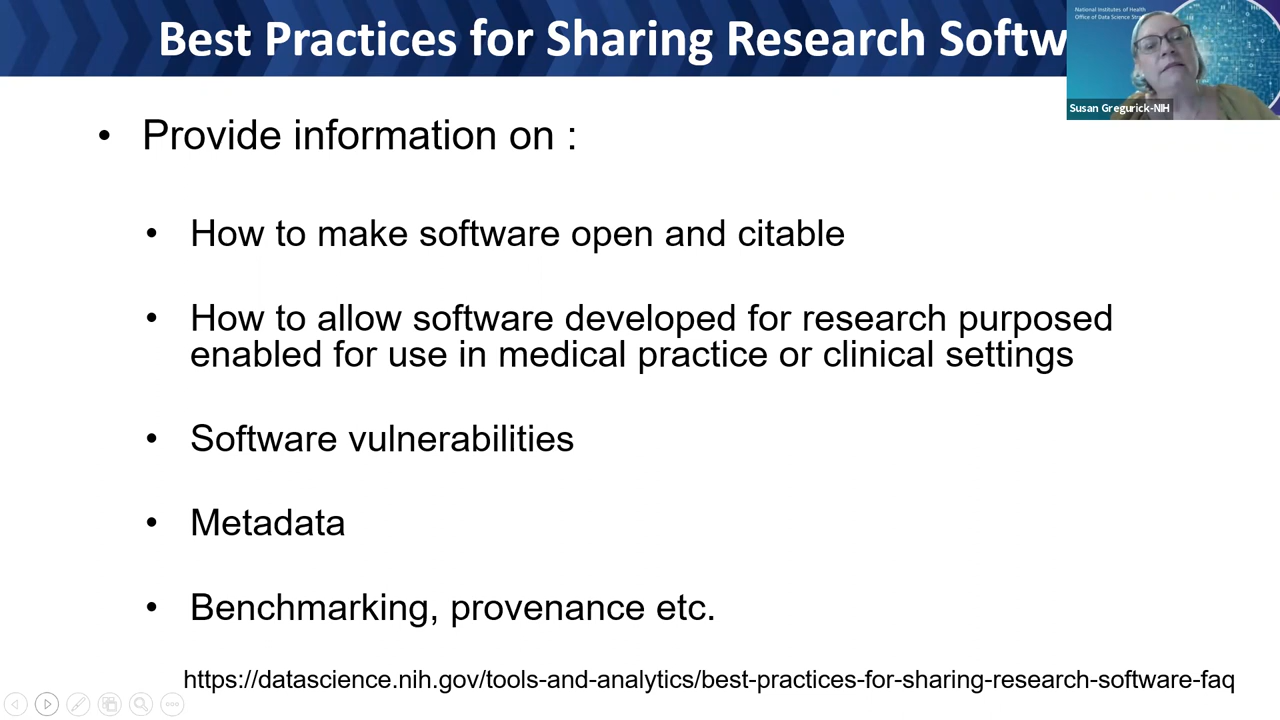 Best Practices for Sharing Research Softw
National Institutes of Health
Office of Data Science
Susan Gregurick-NIH
• Provide information on :
• How to make software open and citable
• How to allow software developed for research purposed
enabled for use in medical practice or clinical settings
• Software vulnerabilities
• Metadata
• Benchmarking, provenance etc.
https://datascience.nih.gov/tools-and-analytics/best-practices-for-sharing-research-software-faq